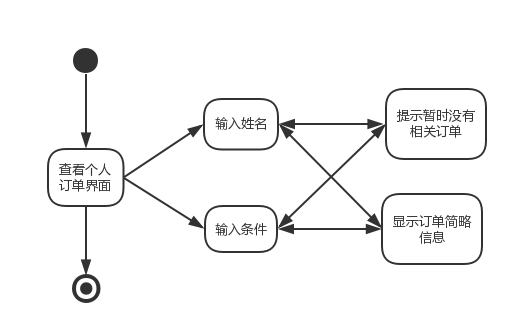 查看个人
订单界面
输入姓名
输入条件
提示暂时没有
相关订单
显示订单简略
信息